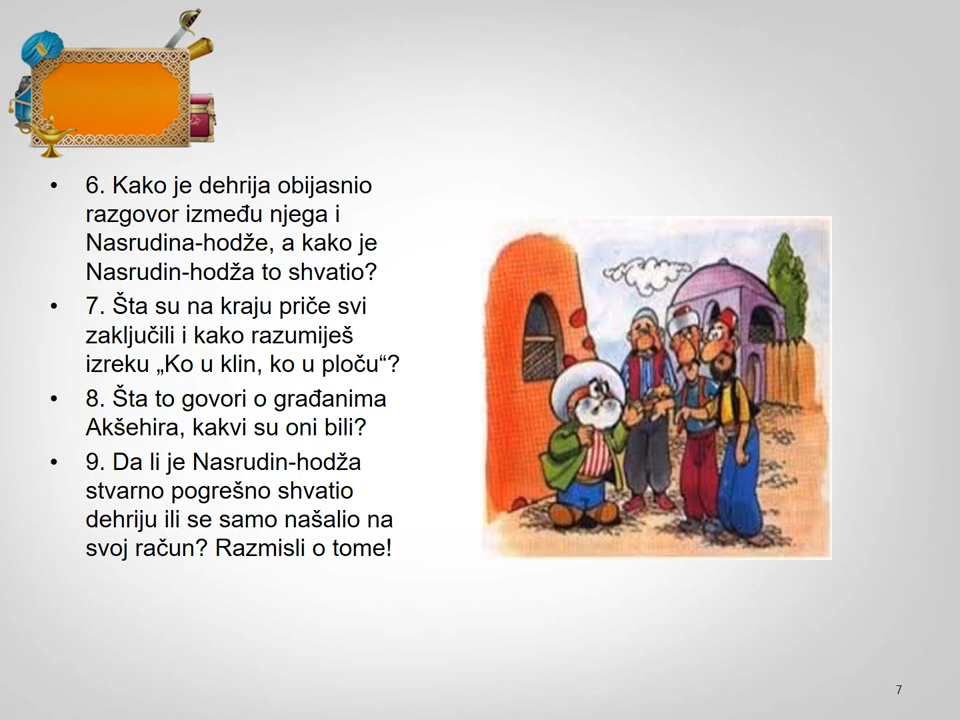 • 6. Kako je dehrija obijasnio
razgovor između njega i
Nasrudina-hodže, a kako je
Nasrudin-hodža to shvatio?
• 7. Šta su na kraju priče svi
zaključili i kako razumiješ
izreku „Ko u klin, ko u ploču“?
• 8. Šta to govori o građanima
Akšehira, kakvi su oni bili?
• 9. Da li je Nasrudin-hodža
stvarno pogrešno shvatio
dehriju ili se samo našalio na
svoj račun? Razmisli o tome!
7